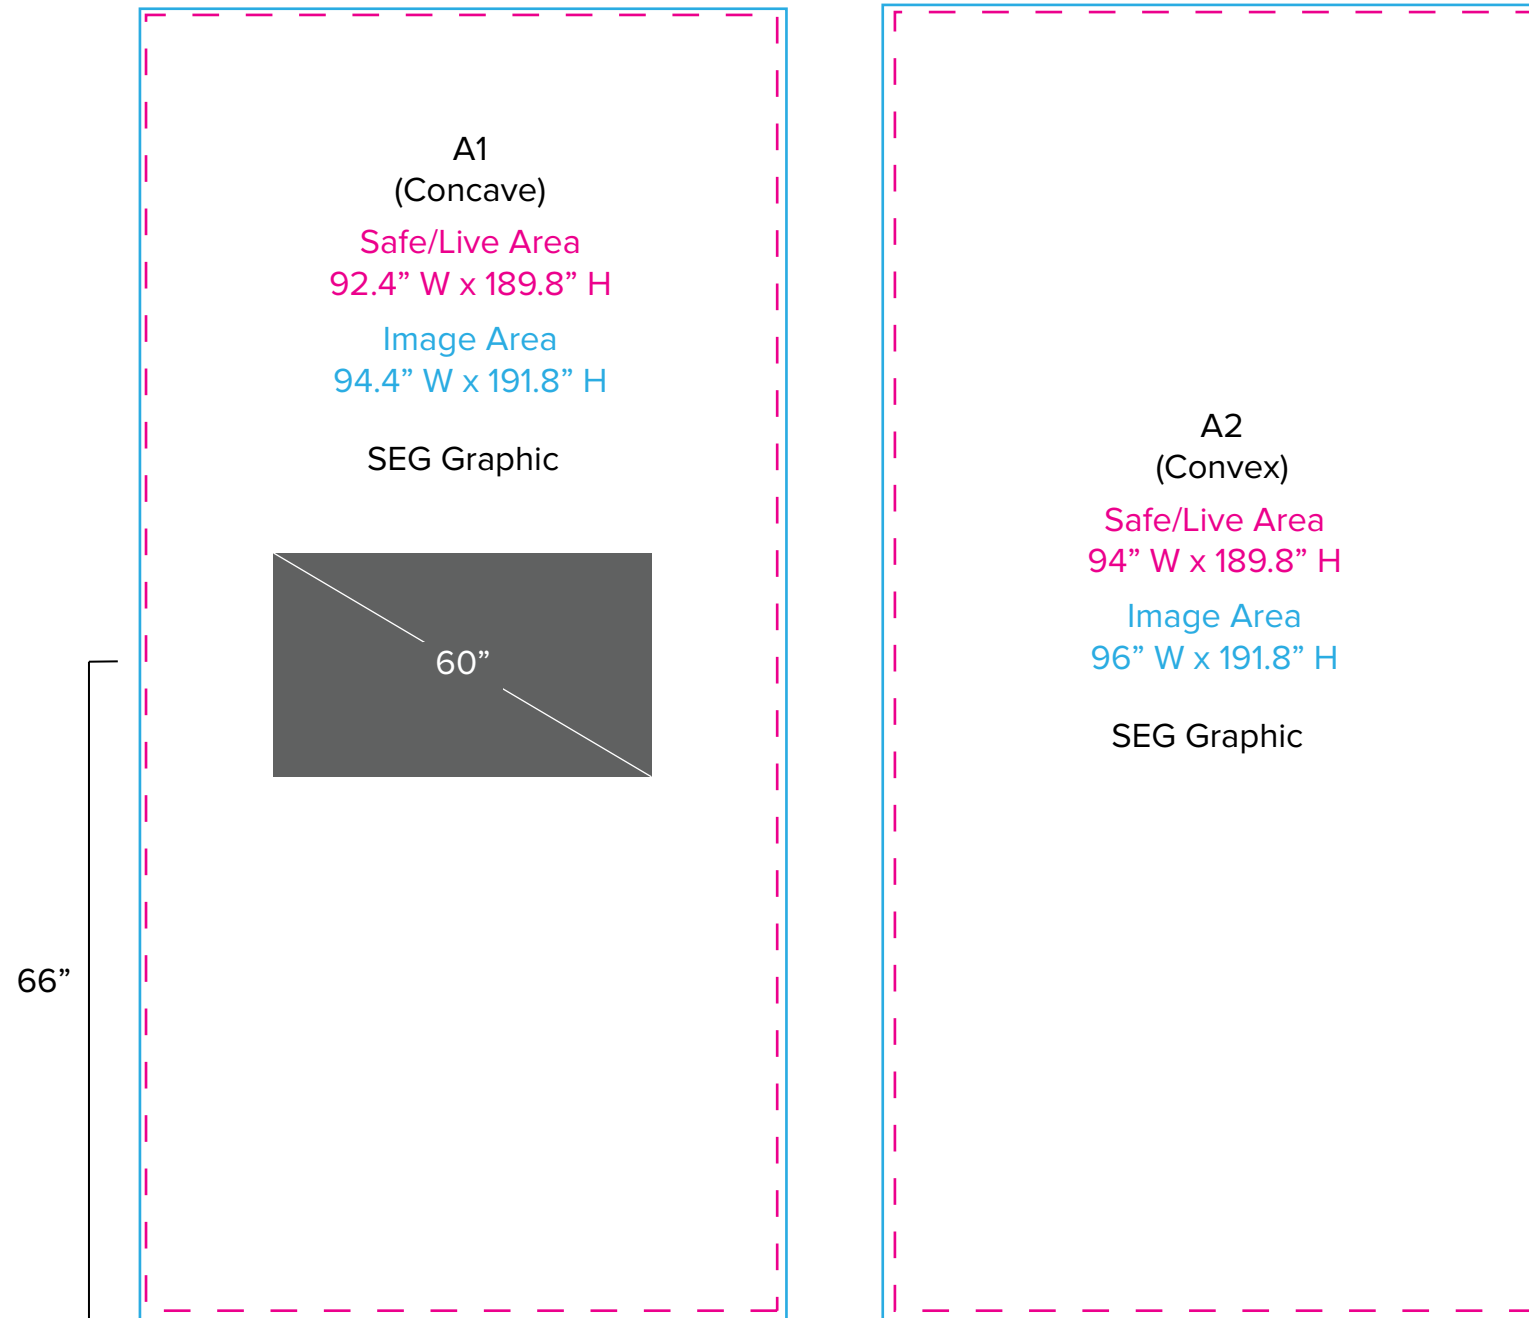 A1
(Concave)
Safe/Live Area
92.4” W x 189.8” H
Image Area
94.4” W x 191.8” H
SEG Graphic
60”
66”
A2
(Convex)
Safe/Live Area
94” W x 189.8” H
Image Area
96” W x 191.8” H
SEG Graphic